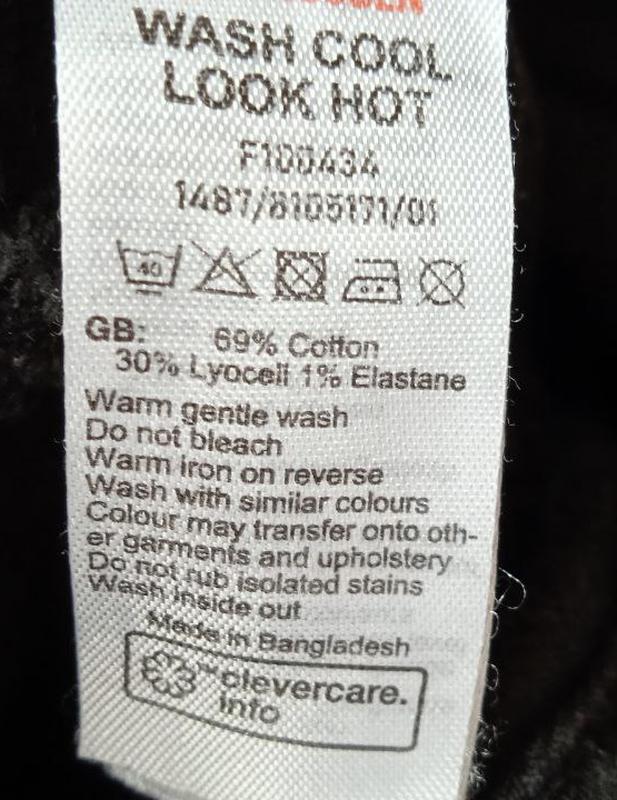 WASH COOL
LOOK HOT
F100434
1487/8105171/01
40
GB: 69% Cotton
30% Lyocell 1% Elastane
Warm gentle wash
Do not bleach
Warm iron on reverse
Wash with similar colours
Colour may transfer onto oth-
er garments and upholstery
Do not rub isolated stains
Wash inside out
Made in Bangladesh
clevercare.
info